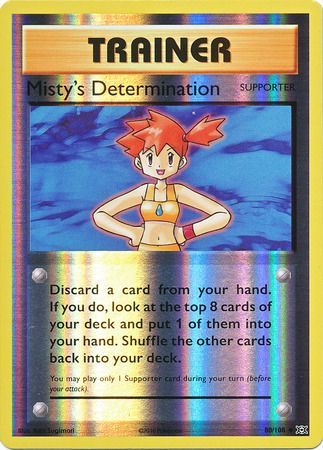 TRAINER
Misty's Determination SUPPORTER
Discard a card from your hand.
If you do, look at the top 8 cards of
your deck and put 1 of them into
your hand. Shuffle the other cards
back into your deck.
You may play only 1 Supporter card during your turn (before
your attack).
Illus. Ken Sugimori ©2016 Pokémon 80/108